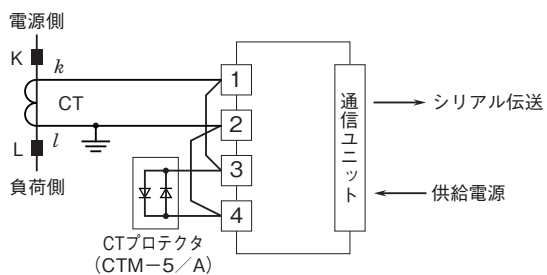 電源側
K
k
CT
l
L
負荷側
1
2
3
4
通信ユニット
シリアル伝送
供給電源
CTプロテクタ
(CTM−5/A)